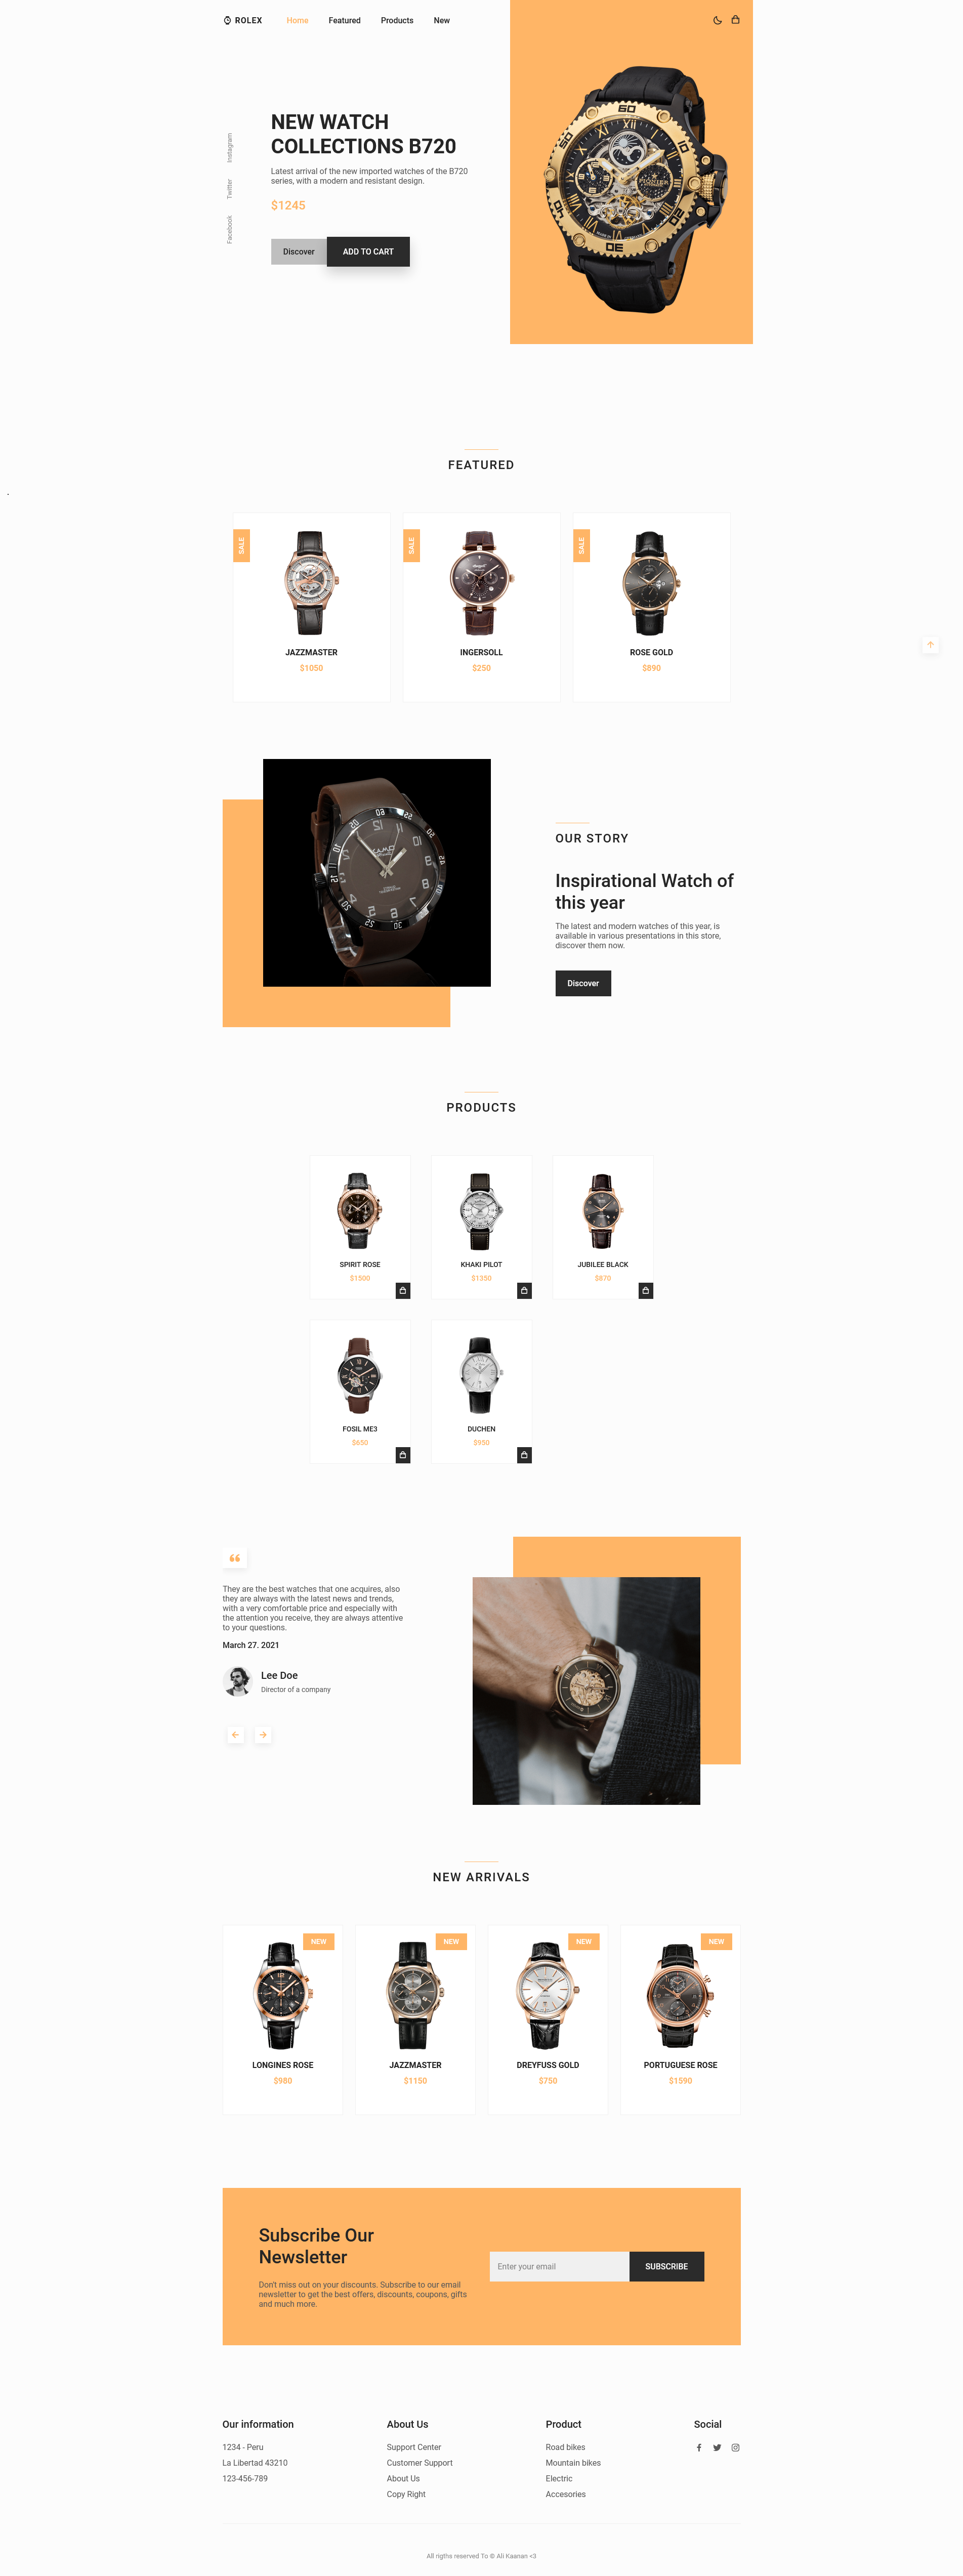 ROLEX
Home
Featured
Products
New
Instagram
Twitter
Facebook
NEW WATCH
COLLECTIONS B720
Latest arrival of the new imported watches of the B720
series, with a modern and resistant design.
$1245
Discover
ADD TO CART
FEATURED
.
SALE
JAZZMASTER
$1050
SALE
INGERSOLL
$250
SALE
ROSE GOLD
$890
OUR STORY
Inspirational Watch of
this year
The latest and modern watches of this year, is
available in various presentations in this store,
discover them now.
Discover
PRODUCTS
SPIRIT ROSE
$1500
KHAKI PILOT
$1350
JUBILEE BLACK
$870
FOSIL ME3
$650
DUCHEN
$950
They are the best watches that one acquires, also
they are always with the latest news and trends,
with a very comfortable price and especially with
the attention you receive, they are always attentive
to your questions.
March 27. 2021
Lee Doe
Director of a company
NEW ARRIVALS
NEW
LONGINES ROSE
$980
NEW
JAZZMASTER
$1150
NEW
DREYFUSS GOLD
$750
NEW
PORTUGUESE ROSE
$1590
Subscribe Our
Newsletter
Don't miss out on your discounts. Subscribe to our email
newsletter to get the best offers, discounts, coupons, gifts
and much more.
Enter your email
SUBSCRIBE
Our information
1234 - Peru
La Libertad 43210
123-456-789
About Us
Support Center
Customer Support
About Us
Copy Right
Product
Road bikes
Mountain bikes
Electric
Accesories
Social
All rigths reserved To © Ali Kaanan <3